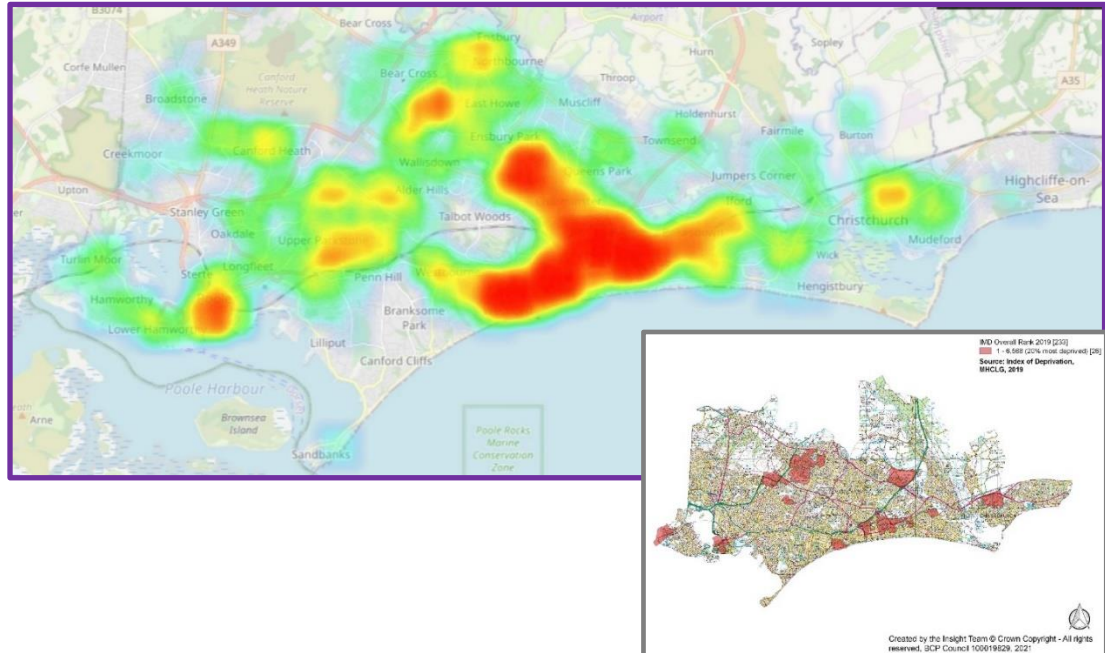 B3074
Bear Cross
Airport
A349
Hurn
Sopley
Corfe Mullen
Northbourne
A35
Canford
Heath Nature
Reserve
Bear Cross
Throop
Broadstone
East Howe
Muscliff
Holdenhurst
Ensbury Park
Townsend
Fairmile
Burton
Creekmoor
Canford Heath
Wallisdown
Queens Park
Upton
Alder Hills
Jumpers Corner
Highcliffe-on-
Sea
Stanley Green
Talbot Woods
Iford
Christchurch
Oakdale
Upper Parkstone
Mudeford
Turlin Moor
Longfleet
Sterte
Penn Hill
Wick
Hamworthy
Branksome
Park
Hengistbury
Lower Hamworthy
Lilliput
Canford Cliffs
Poole Harbour
Arne
Brownsea
Island
Poole Rocks
Marine
Conservation
Zone
Sandbanks
IMD Overall Rank 2019 [233]
1 - 6,568 (20% most deprived) [26]
Source: Index of Deprivation,
MHCLG, 2019
Created by the Insight Team © Crown Copyright - All rights
reserved, BCP Council 100019829, 2021